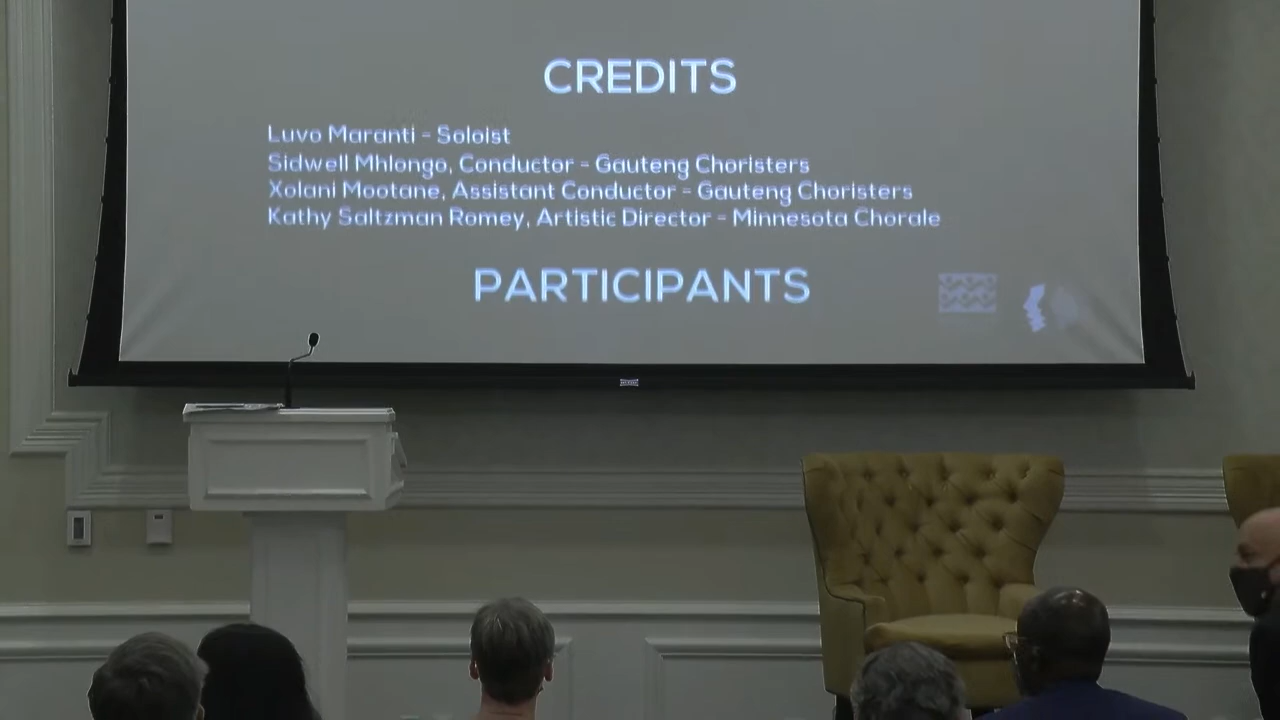 CREDITS
Luvo Maranti - Soloist
Sidwell Mhlongo, Conductor - Gauteng Choristers
Xolani Mootane, Assistant Conductor - Gauteng Choristers
Kathy Saltzman Romey, Artistic Director - Minnesota Chorale
PARTICIPANTS